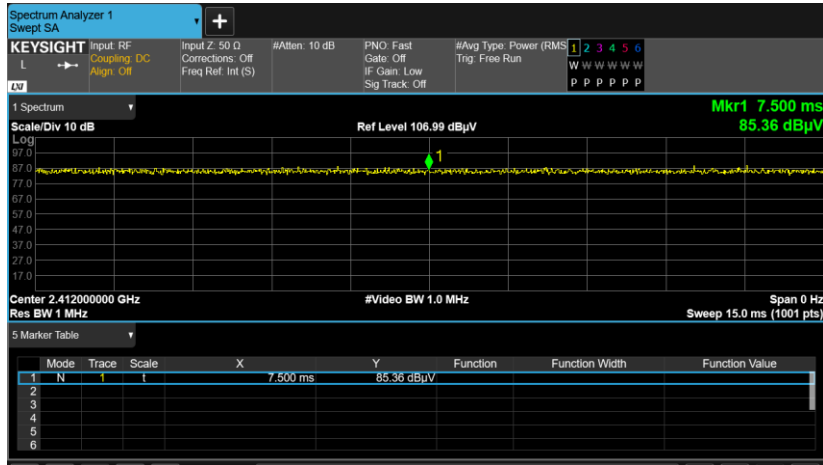 Spectrum Analyzer 1
Swept SA
+
KEYSIGHT Input: RF Input Z: 50 Ω #Atten: 10 dB PNO: Fast #Avg Type: Power (RMS 1 2 3 4 5 6
L Coupling: DC Corrections: Off Gate: Off Trig: Free Run W W W W W W
Align: Off Freq Ref: Int (S) IF Gain: Low
LXI Sig Track: Off P P P P P P
1 Spectrum Mkr1 7.500 ms
Scale/Div 10 dB Ref Level 106.99 dBµV 85.36 dBµV
Log
97.0
1
87.0
77.0
67.0
57.0
47.0
37.0
27.0
17.0
Center 2.412000000 GHz #Video BW 1.0 MHz Span 0 Hz
Res BW 1 MHz Sweep 15.0 ms (1001 pts)
5 Marker Table
Mode Trace Scale X Y Function Function Width Function Value
1 N 1 t 7.500 ms 85.36 dBµV
2
3
4
5
6